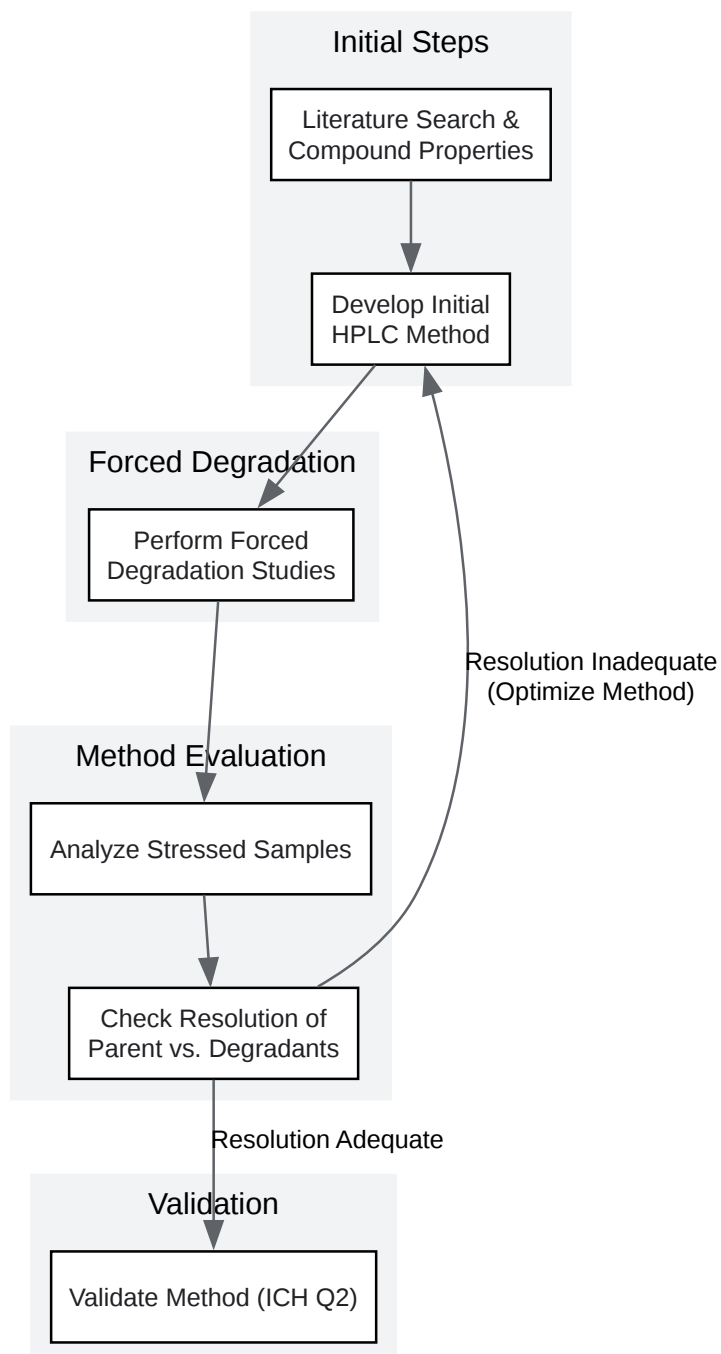 Initial Steps
Literature Search &
Compound Properties
Develop Initial
HPLC Method
Forced Degradation
Perform Forced
Degradation Studies
Resolution Inadequate
(Optimize Method)
Method Evaluation
Analyze Stressed Samples
Check Resolution of
Parent vs. Degradants
Resolution Adequate
Validation
Validate Method (ICH Q2)